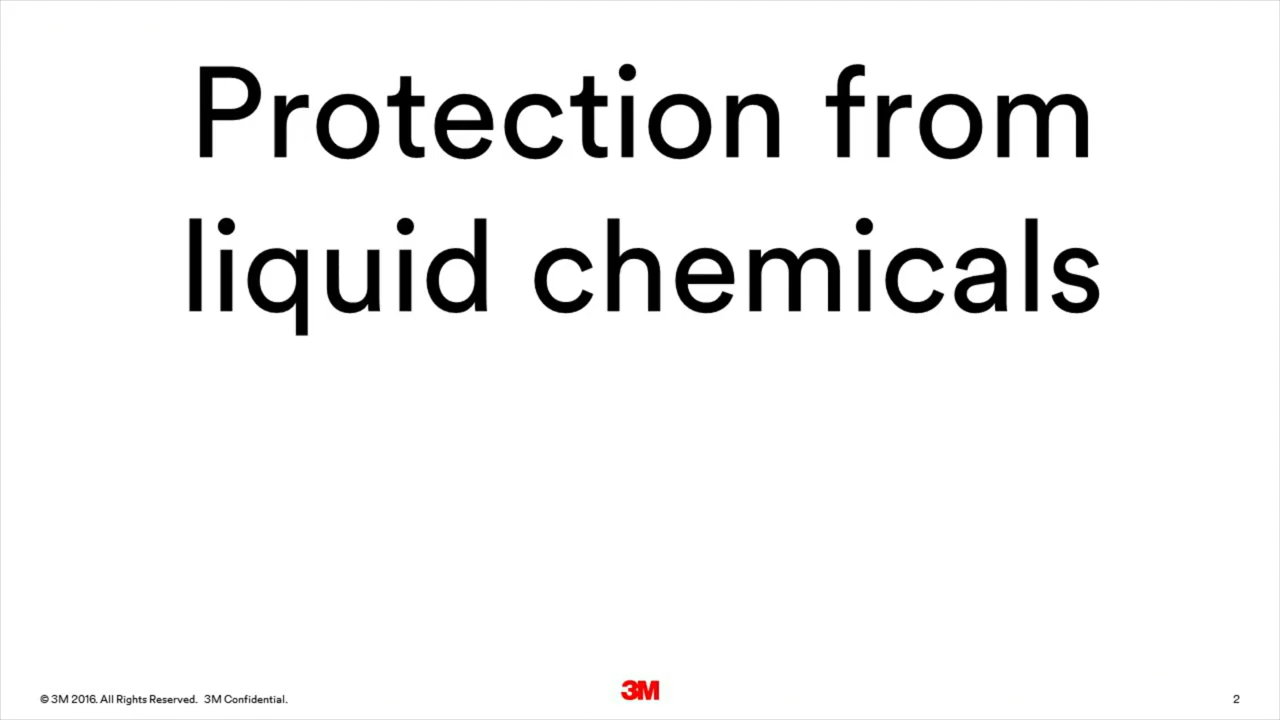 Protection from
liquid chemicals
© 3M 2016. All Rights Reserved. 3M Confidential.
3M
2